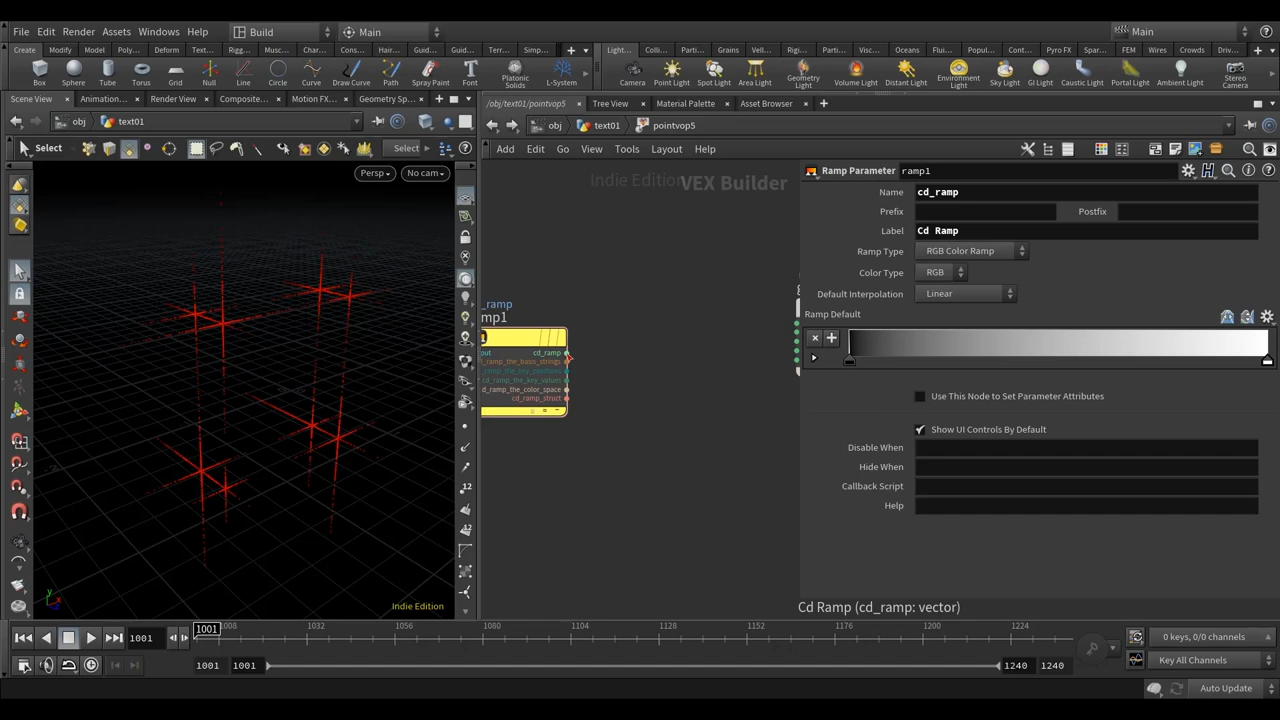 File Edit Render Assets Windows Help Build Main Main
Create Modify Model Poly... Deform Text... Rigg... Musc... Char... Cons... Hair... Guid... Guid... Terr... Simp... Light... Colli... Parti... Grains Vell... Rigi... Parti... Visc... Oceans Flui... Popul... Cont... Pyro FX Spar... FEM Wires Crowds Driv...
Box Sphere Tube Torus Grid Null Line Circle Curve Draw Curve Path Spray Paint Font Platonic Solids L-System Camera Point Light Spot Light Area Light Geometry Light Volume Light Distant Light Environment Light Sky Light GI Light Caustic Light Portal Light Ambient Light Stereo Camera
Scene View Animation... Render View Composite... Motion FX... Geometry Sp... /obj/text01/pointvop5 Tree View Material Palette Asset Browser
obj text01 obj text01 pointvop5
Select Select Add Edit Go View Tools Layout Help
Persp No cam Indie Edition VEX Builder
Ramp Parameter ramp1
Name cd_ramp
Prefix Postfix
Label Cd Ramp
Ramp Type RGB Color Ramp
Color Type RGB
Default Interpolation Linear
Ramp Default
_ramp
mp1
1
put cd_ramp
l_ramp_the_basis_strings
_ramp_the_key_positions
cd_ramp_the_key_values
d_ramp_the_color_space
cd_ramp_struct
Use This Node to Set Parameter Attributes
Show UI Controls By Default
Disable When
Hide When
Callback Script
Help
12
12
Indie Edition
Cd Ramp (cd_ramp: vector)
1001 1001 1008 1032 1056 1080 1104 1128 1152 1176 1200 1224 0 keys, 0/0 channels
1001 1001 1240 1240 Key All Channels
Auto Update